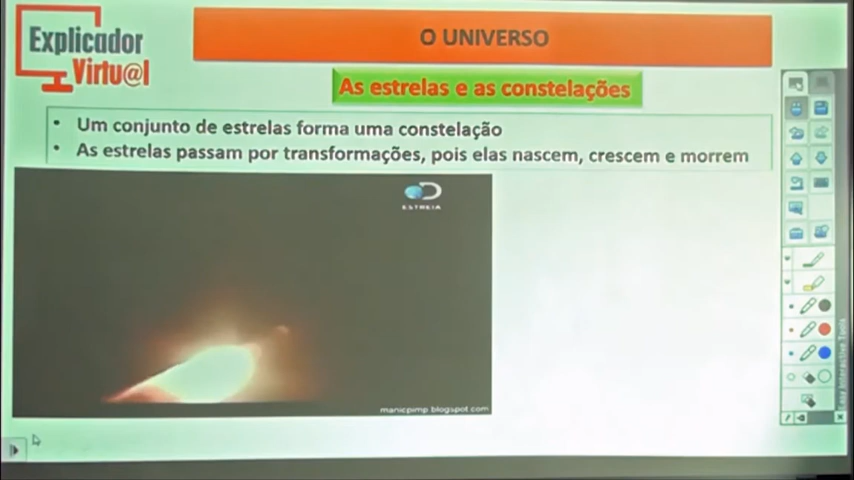 Explicador
Virtu@l
O UNIVERSO
As estrelas e as constelações
• Um conjunto de estrelas forma uma constelação
• As estrelas passam por transformações, pois elas nascem, crescem e morrem
ESTREIA
manicpimp.blogspot.com